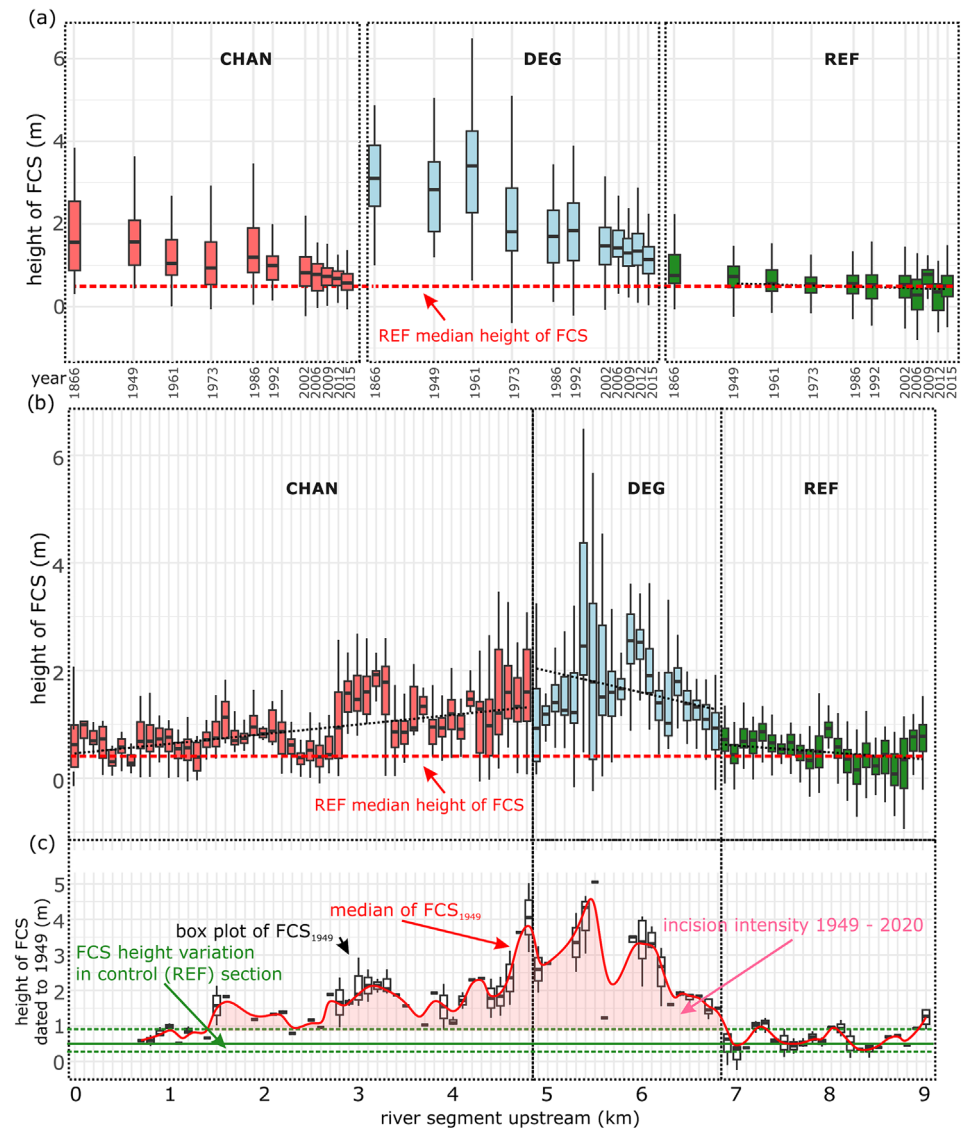 (a)
CHAN
DEG
REF
height of FCS (m)
6
4
2
0
REF median height of FCS
year
1866
1949
1961
1973
1986
1992
2002
2006
2009
2012
2015
1866
1949
1961
1973
1986
1992
2002
2006
2009
2012
2015
1866
1949
1961
1973
1986
1992
2002
2006
2009
2012
2015
(b)
CHAN
DEG
REF
height of FCS (m)
6
4
2
0
REF median height of FCS
(c)
height of FCS
dated to 1949 (m)
5
4
3
2
1
0
median of FCS1949
box plot of FCS1949
incision intensity 1949 - 2020
FCS height variation
in control (REF) section
0
1
2
3
4
5
6
7
8
9
river segment upstream (km)